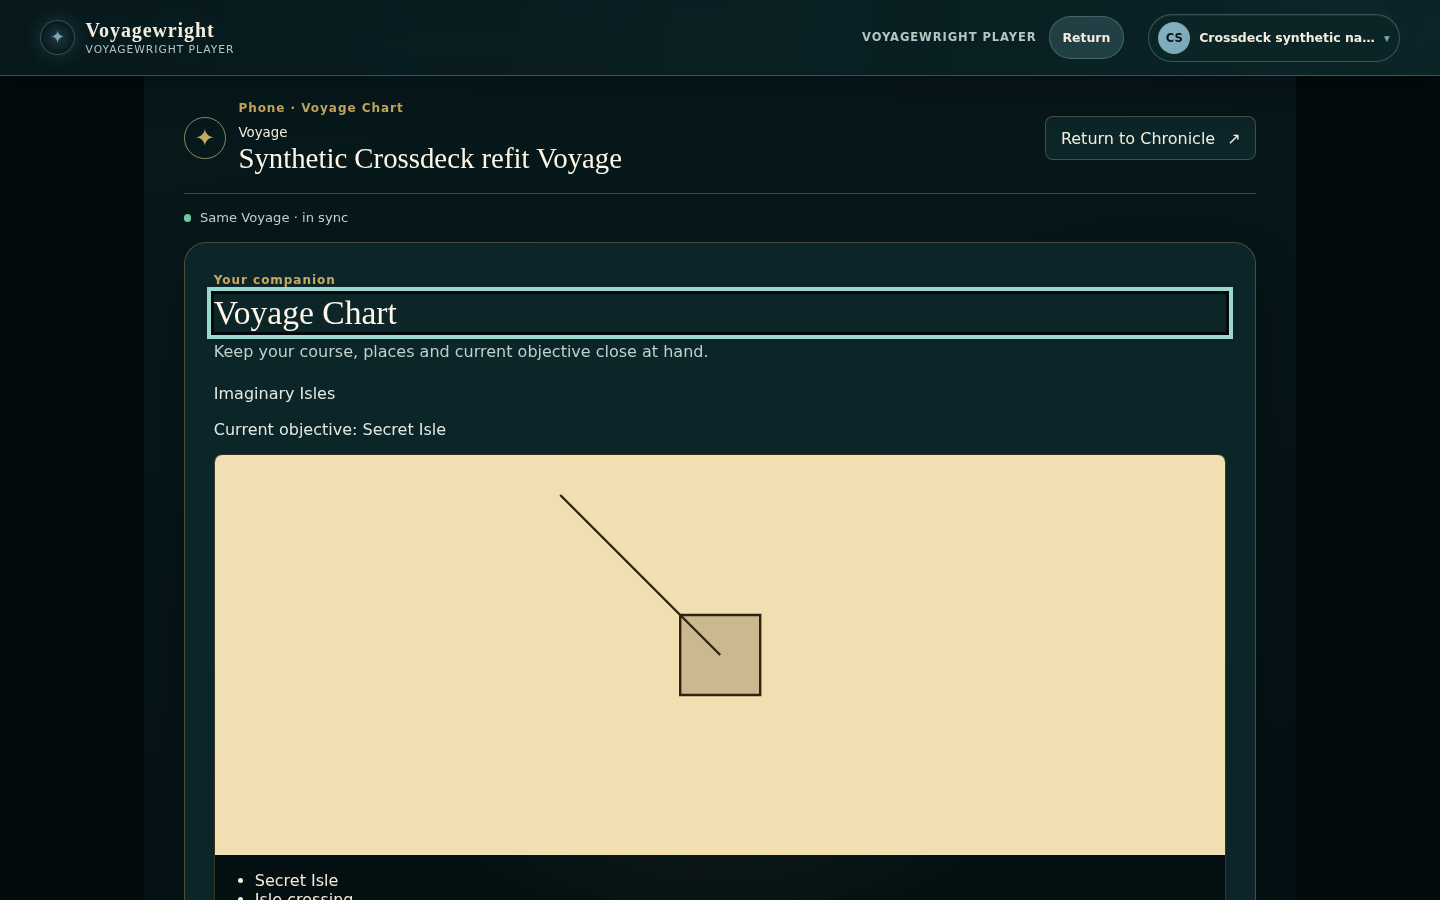 Voyagewright
VOYAGEWRIGHT PLAYER
VOYAGEWRIGHT PLAYER
Return
CS
Crossdeck synthetic na...
Phone · Voyage Chart
Voyage
Synthetic Crossdeck refit Voyage
Return to Chronicle ↗
Same Voyage · in sync
Your companion
Voyage Chart
Keep your course, places and current objective close at hand.
Imaginary Isles
Current objective: Secret Isle
• Secret Isle
• Isle crossing